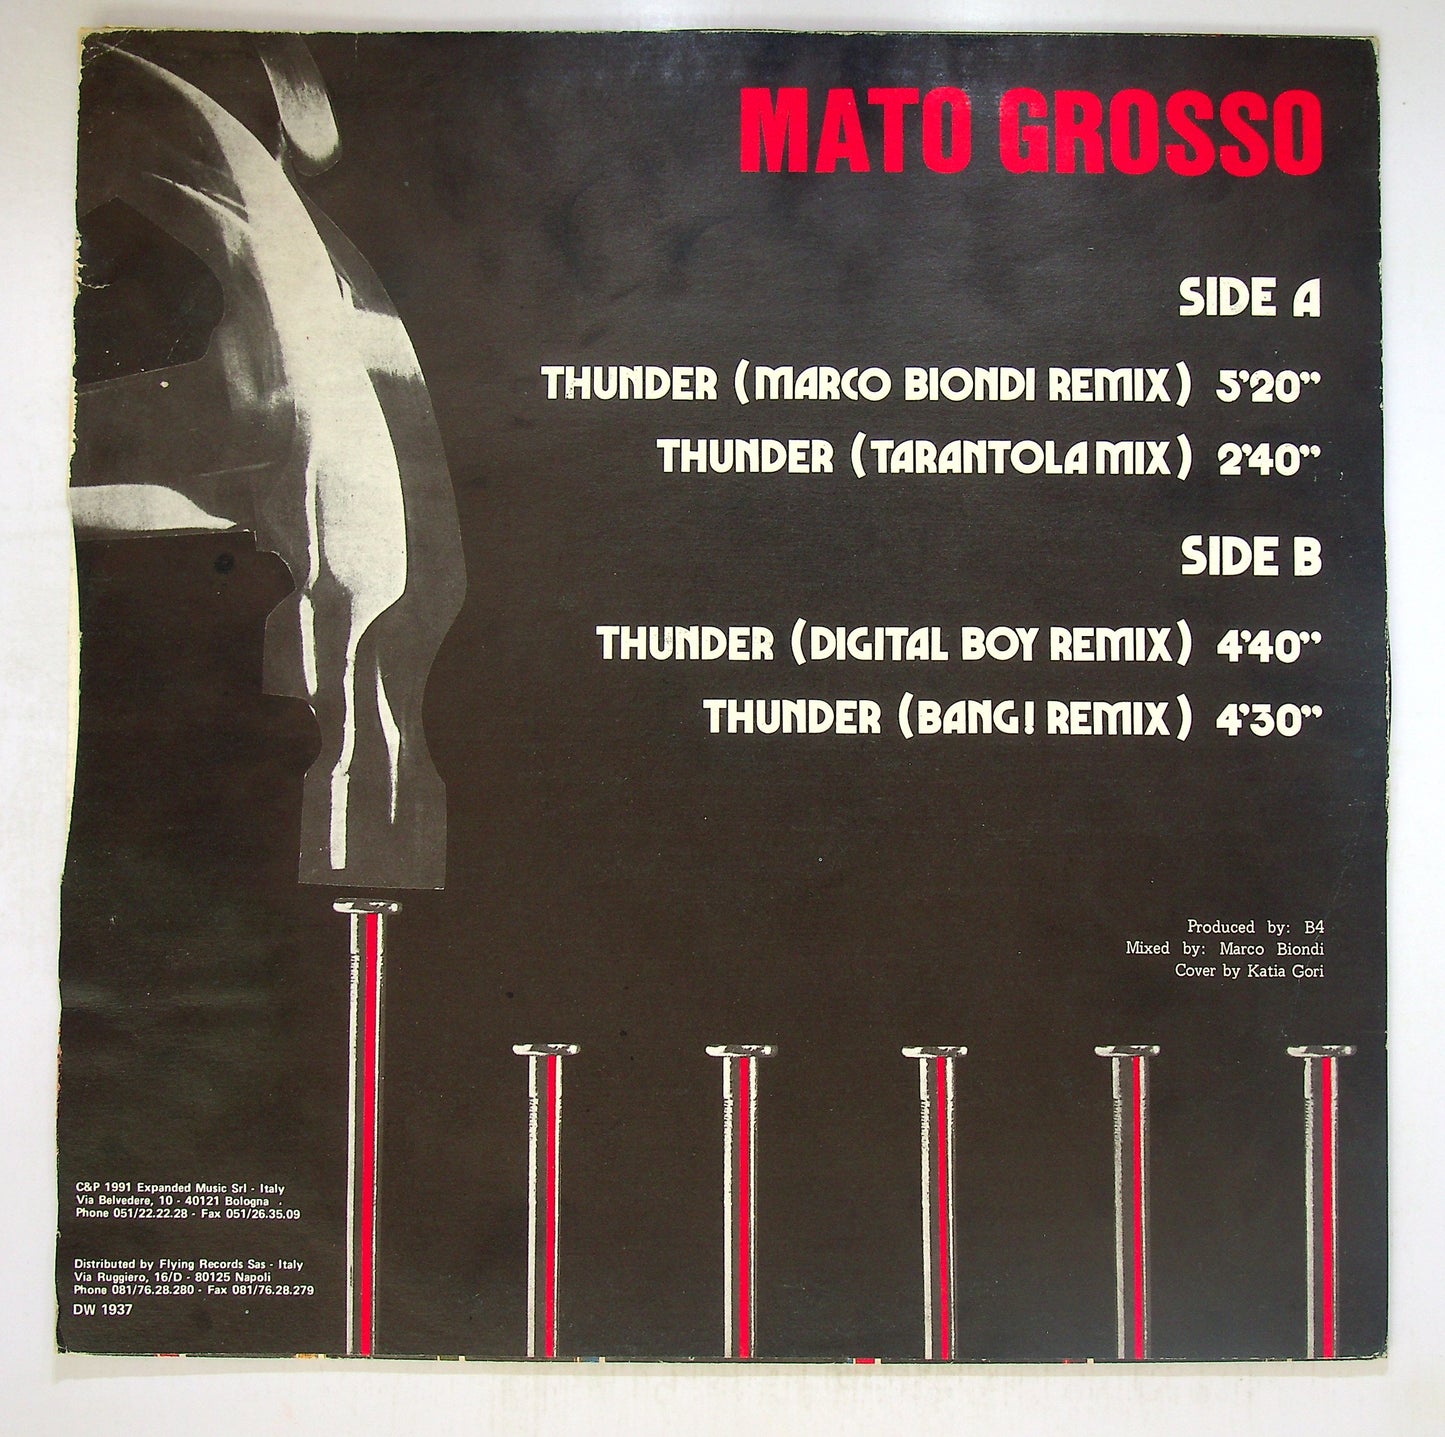 MATO GROSSO
SIDE A
THUNDER (MARCO BIONDI REMIX) 5'20"
THUNDER (TARANTOLA MIX) 2'40"
SIDE B
THUNDER (DIGITAL BOY REMIX) 4'40"
THUNDER (BANG! REMIX) 4'30"
Produced by: B4
Mixed by: Marco Biondi
Cover by Katia Gori
C&P 1991 Expanded Music Srl - Italy
Via Belvedere, 10 - 40121 Bologna
Phone 051/22.22.28 - Fax 051/26.35.09
Distributed by Flying Records Sas - Italy
Via Ruggiero, 16/D - 80125 Napoli
Phone 081/76.28.280 - Fax 081/76.28.279
DW 1937